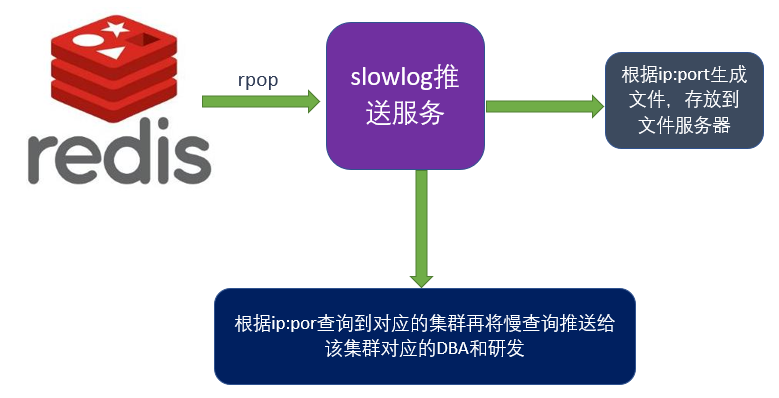 redis
rpop
slowlog推
送服务
根据ip:port生成
文件，存放到
文件服务器
根据ip:por查询到对应的集群再将慢查询推送给
该集群对应的DBA和研发